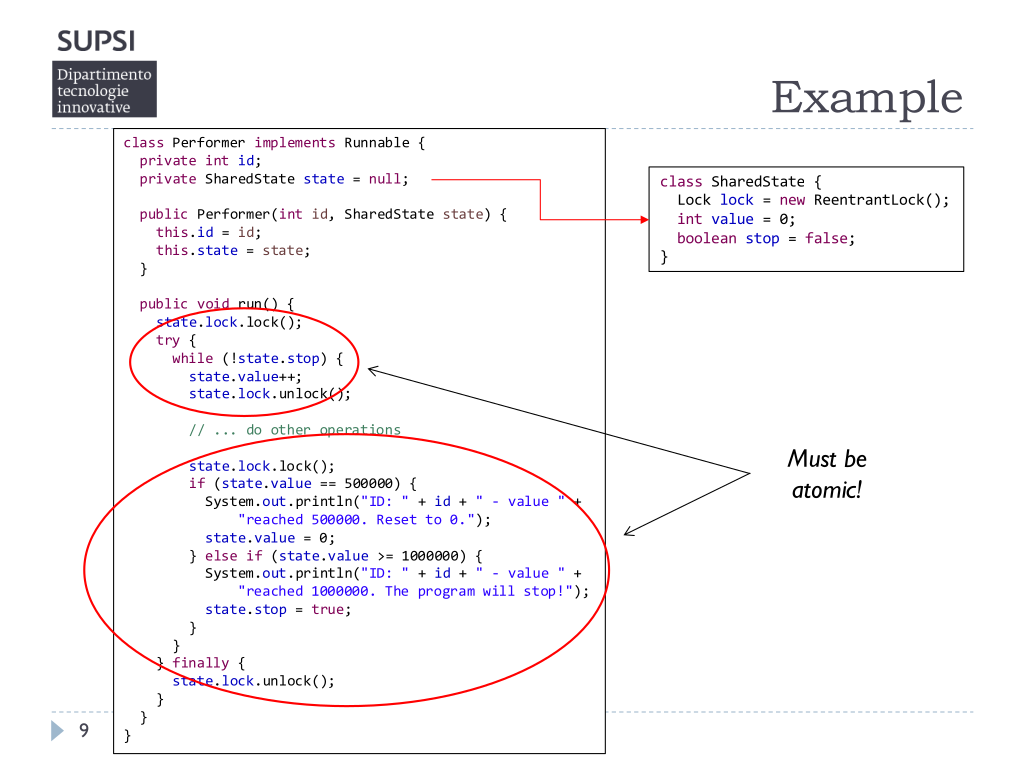 SUPSI
Dipartimento
tecnologie
innovative
Example
class Performer implements Runnable {
  private int id;
  private SharedState state = null;

  public Performer(int id, SharedState state) {
    this.id = id;
    this.state = state;
  }

  public void run() {
    state.lock.lock();
    try {
      while (!state.stop) {
        state.value++;
        state.lock.unlock();

        // ... do other operations

        state.lock.lock();
        if (state.value == 500000) {
          System.out.println("ID: " + id + " - value " +
              "reached 500000. Reset to 0.");
          state.value = 0;
        } else if (state.value >= 1000000) {
          System.out.println("ID: " + id + " - value " +
              "reached 1000000. The program will stop!");
          state.stop = true;
        }
      }
    } finally {
      state.lock.unlock();
    }
  }
}
class SharedState {
  Lock lock = new ReentrantLock();
  int value = 0;
  boolean stop = false;
}
Must be
atomic!
9